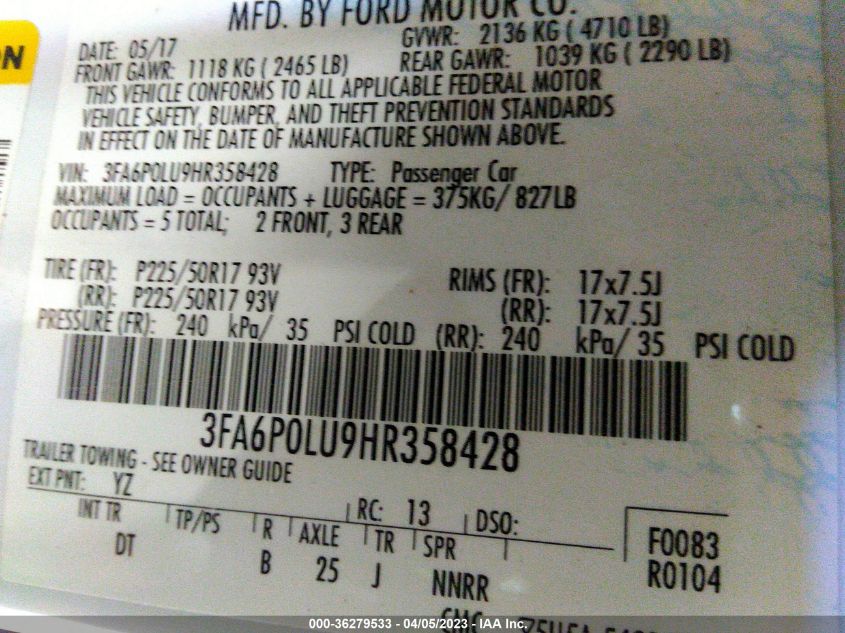 MFD. BY FORD MOTOR CO.
DATE: 05/17 GVWR: 2136 KG ( 4710 LB)
FRONT GAWR: 1118 KG ( 2465 LB) REAR GAWR: 1039 KG ( 2290 LB)
THIS VEHICLE CONFORMS TO ALL APPLICABLE FEDERAL MOTOR
VEHICLE SAFETY, BUMPER, AND THEFT PREVENTION STANDARDS
IN EFFECT ON THE DATE OF MANUFACTURE SHOWN ABOVE.
VIN: 3FA6P0LU9HR358428 TYPE: Passenger Car
MAXIMUM LOAD = OCCUPANTS + LUGGAGE = 375KG/ 827LB
OCCUPANTS = 5 TOTAL; 2 FRONT, 3 REAR
TIRE (FR): P225/50R17 93V RIMS (FR): 17x7.5J
(RR): P225/50R17 93V (RR): 17x7.5J
PRESSURE (FR): 240 kPa/ 35 PSI COLD (RR): 240 kPa/ 35 PSI COLD
3FA6P0LU9HR358428
TRAILER TOWING - SEE OWNER GUIDE
EXT PNT: YZ RC: 13 DSO:
INT TR TP/PS R AXLE TR SPR F0083
DT B 25 J NNRR R0104
000-36279533 - 04/05/2023 - IAA Inc.